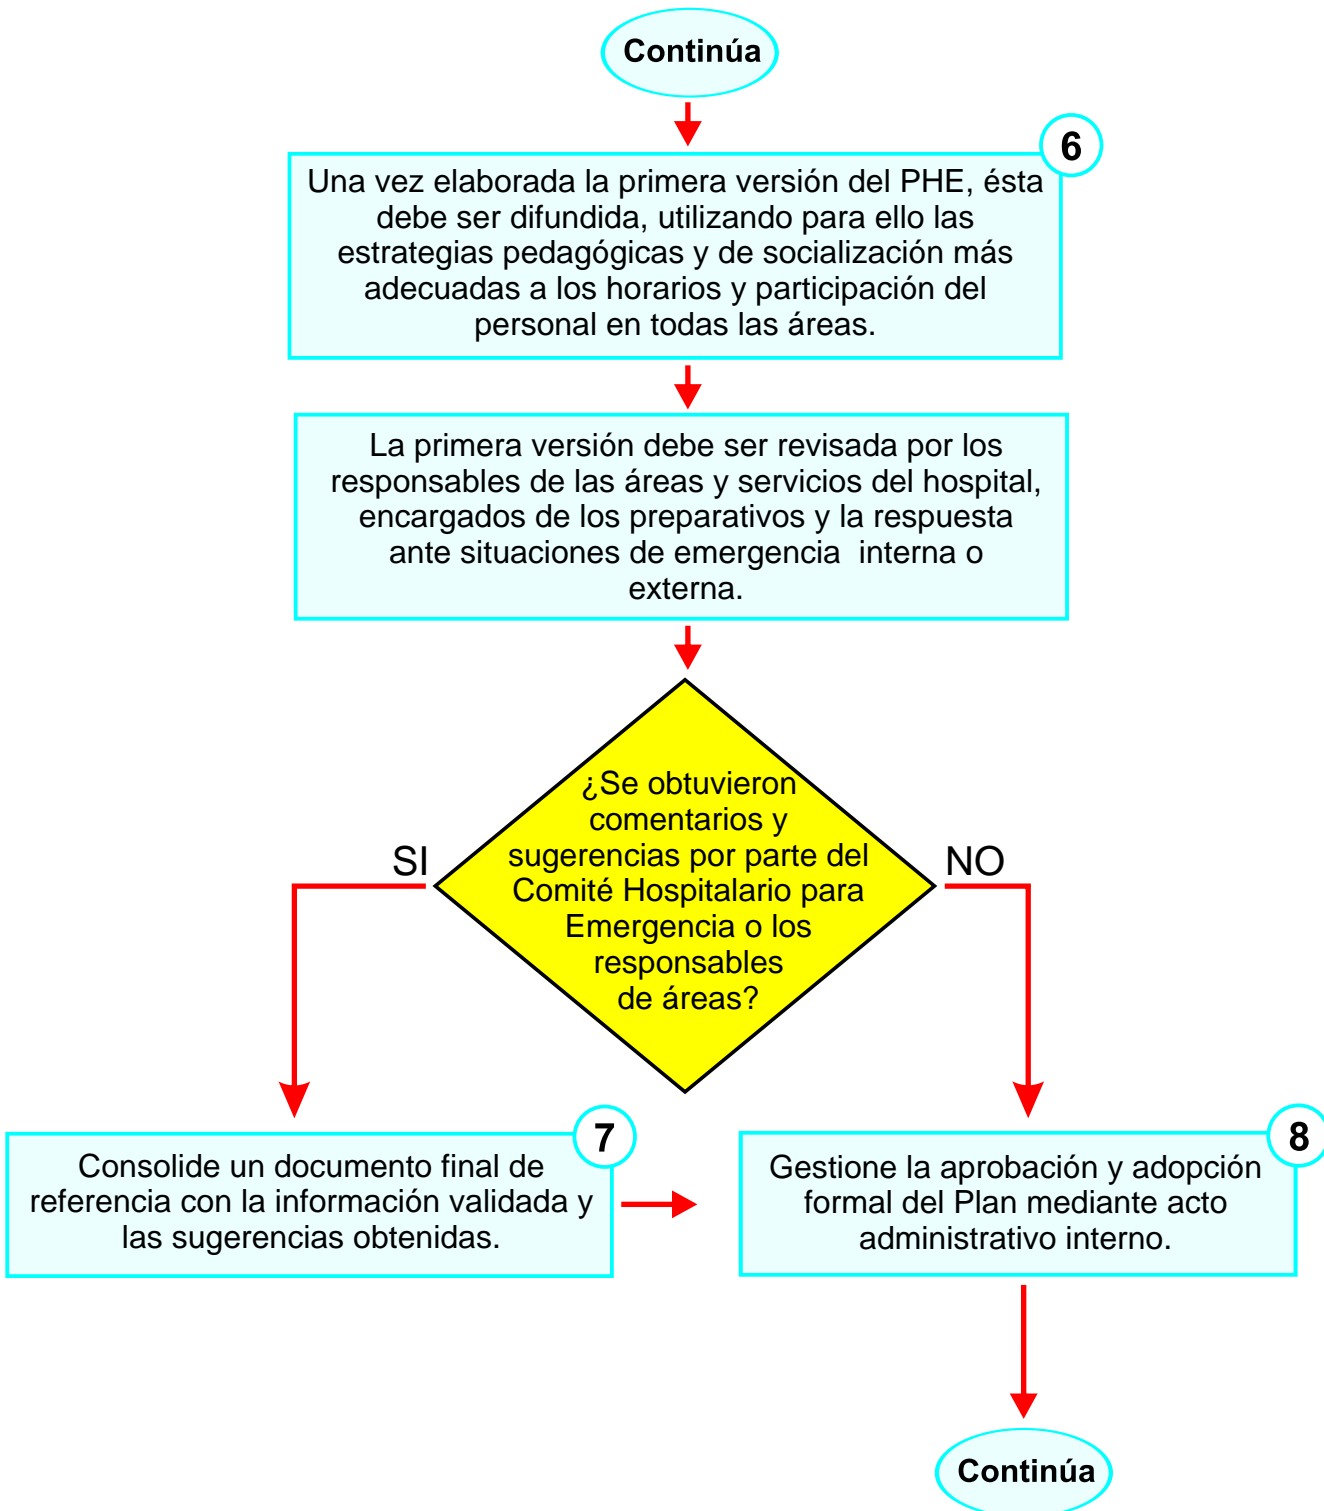 Continúa
6
Una vez elaborada la primera versión del PHE, ésta
debe ser difundida, utilizando para ello las
estrategias pedagógicas y de socialización más
adecuadas a los horarios y participación del
personal en todas las áreas.
La primera versión debe ser revisada por los
responsables de las áreas y servicios del hospital,
encargados de los preparativos y la respuesta
ante situaciones de emergencia interna o
externa.
¿Se obtuvieron
comentarios y
sugerencias por parte del
Comité Hospitalario para
Emergencia o los
responsables
de áreas?
SI
NO
7
Consolide un documento final de
referencia con la información validada y
las sugerencias obtenidas.
8
Gestione la aprobación y adopción
formal del Plan mediante acto
administrativo interno.
Continúa